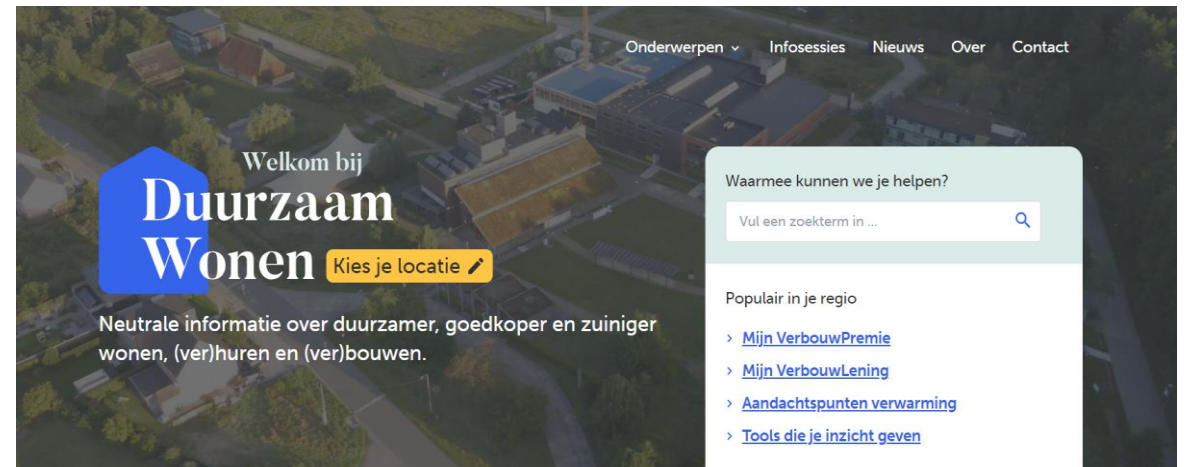 Onderwerpen Infosessies Nieuws Over Contact
Welkom bij
Duurzaam
Wonen Kies je locatie
Neutrale informatie over duurzamer, goedkoper en zuiniger
wonen, (ver)huren en (ver)bouwen.
Waarmee kunnen we je helpen?
Vul een zoekterm in ...
Populair in je regio
> Mijn VerbouwPremie
> Mijn VerbouwLening
> Aandachtspunten verwarming
> Tools die je inzicht geven